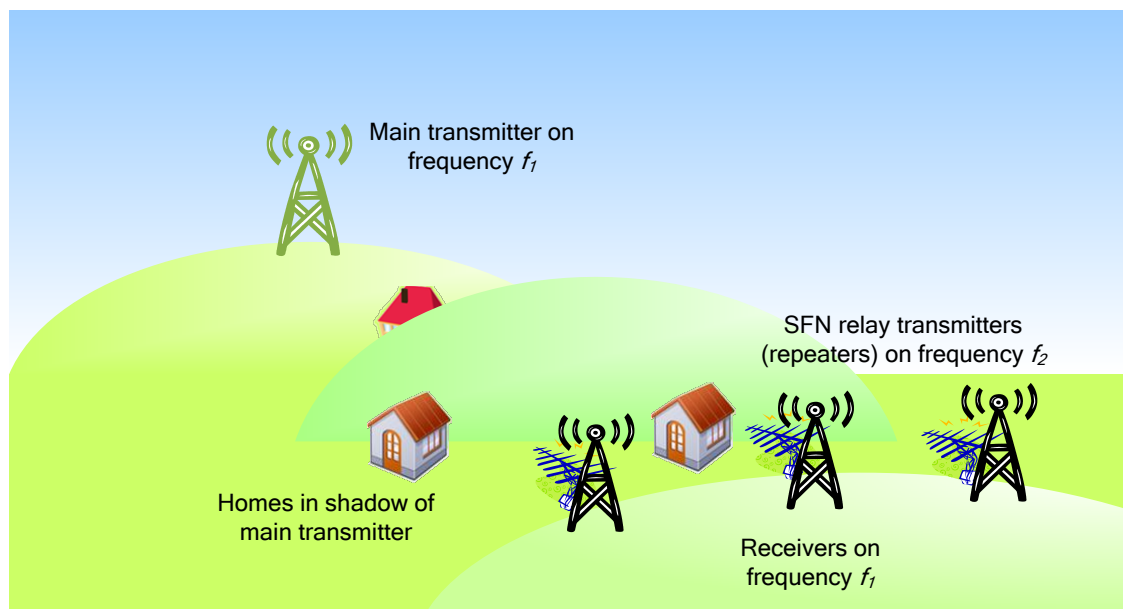 Main transmitter on
frequency f1
SFN relay transmitters
(repeaters) on frequency f2
Homes in shadow of
main transmitter
Receivers on
frequency f1